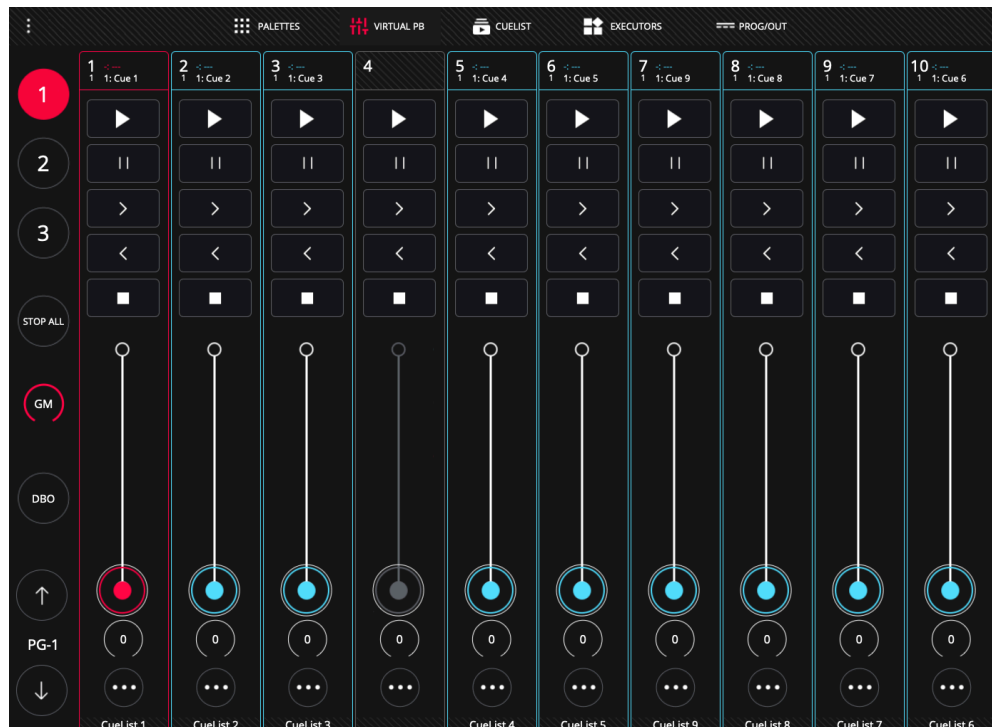 PALETTES VIRTUAL PB CUELIST EXECUTORS PROG/OUT
1 -: --- 2 -: --- 3 -: --- 4 5 -: --- 6 -: --- 7 -: --- 8 -: --- 9 -: --- 10 -: ---
1 1: Cue 1 1 1: Cue 2 1 1: Cue 3 1 1: Cue 4 1 1: Cue 5 1 1: Cue 9 1 1: Cue 8 1 1: Cue 7 1 1: Cue 6
1
2
3
STOP ALL
GM
DBO
PG-1
0 0 0 0 0 0 0 0 0 0
CueList 1 CueList 2 CueList 3 CueList 4 CueList 5 CueList 9 CueList 8 CueList 7 CueList 6